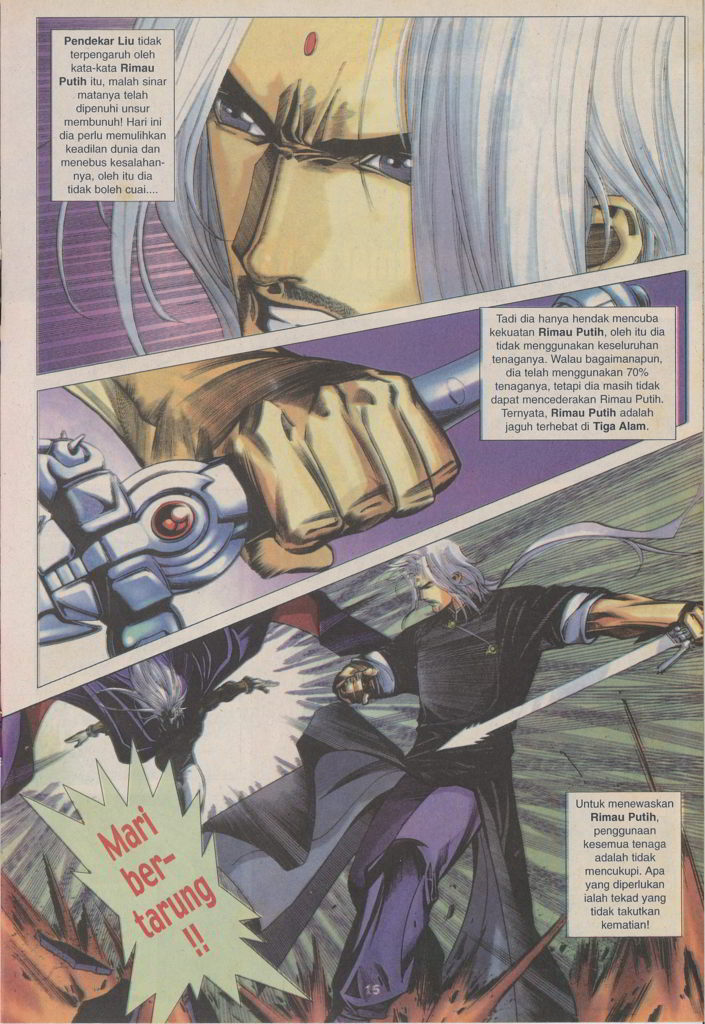 Pendekar Liu tidak
terpengaruh oleh
kata-kata Rimau
Putih itu, malah sinar
matanya telah
dipenuhi unsur
membunuh! Hari ini
dia perlu memulihkan
keadilan dunia dan
menebus kesalahan-
nya, oleh itu dia
tidak boleh cuai....
Tadi dia hanya hendak mencuba
kekuatan Rimau Putih, oleh itu dia
tidak menggunakan keseluruhan
tenaganya. Walau bagaimanapun,
dia telah menggunakan 70%
tenaganya, tetapi dia masih tidak
dapat mencederakan Rimau Putih.
Ternyata, Rimau Putih adalah
jaguh terhebat di Tiga Alam.
Mari
ber-
tarung
!!
Untuk menewaskan
Rimau Putih,
penggunaan
kesemua tenaga
adalah tidak
mencukupi. Apa
yang diperlukan
ialah tekad yang
tidak takutkan
kematian!
15